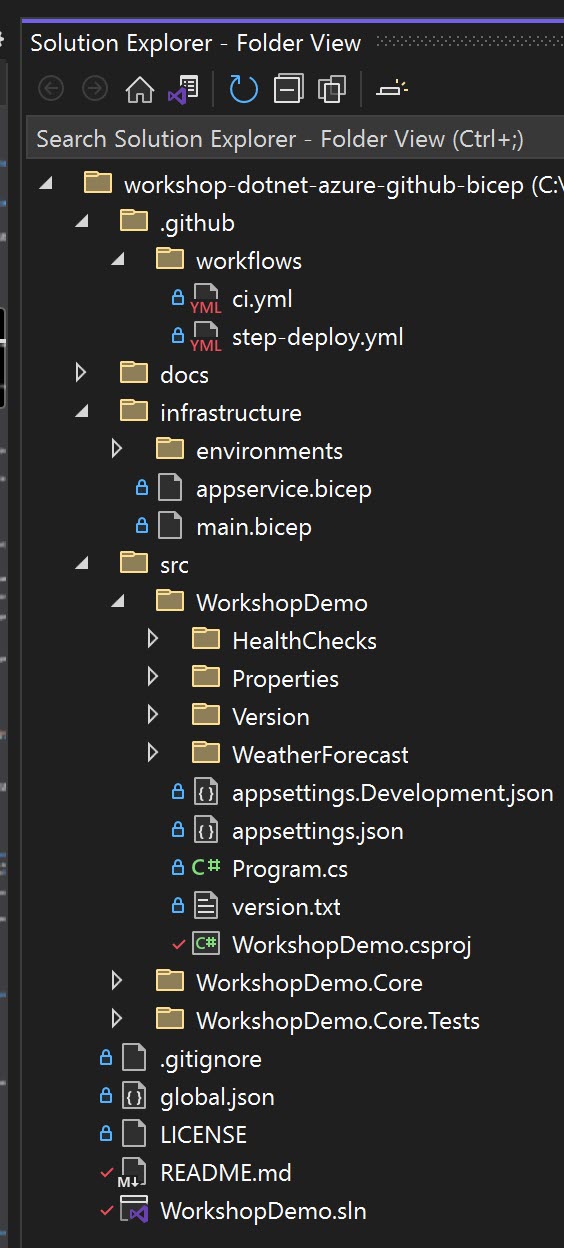 Solution Explorer - Folder View
Search Solution Explorer - Folder View (Ctrl+;)
workshop-dotnet-azure-github-bicep (C:\
.github
workflows
YML ci.yml
YML step-deploy.yml
docs
infrastructure
environments
appservice.bicep
main.bicep
src
WorkshopDemo
HealthChecks
Properties
Version
WeatherForecast
appsettings.Development.json
appsettings.json
C# Program.cs
version.txt
C# WorkshopDemo.csproj
WorkshopDemo.Core
WorkshopDemo.Core.Tests
.gitignore
global.json
LICENSE
M↓ README.md
WorkshopDemo.sln